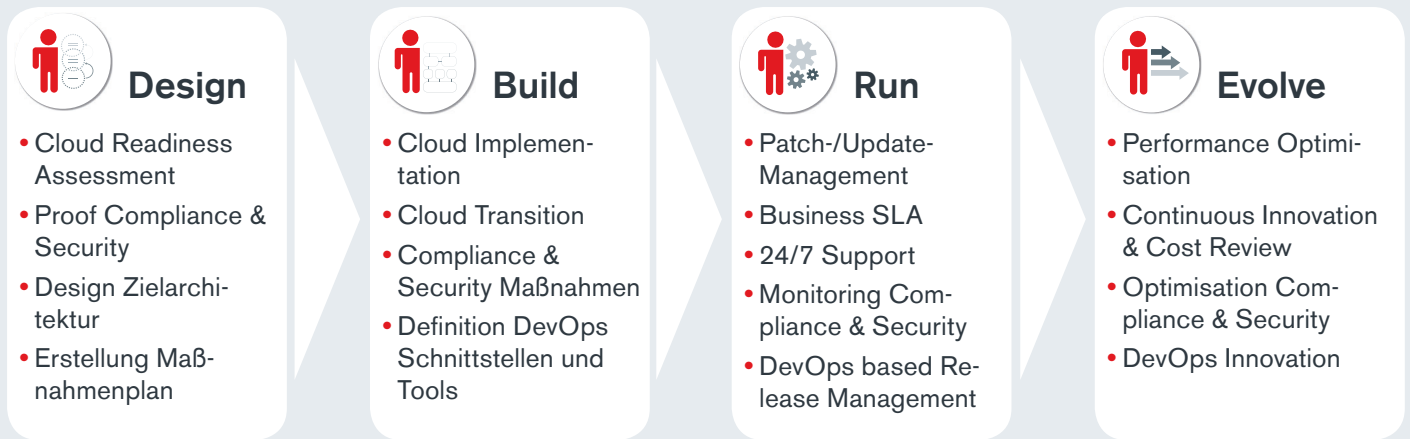 Design
• Cloud Readiness
Assessment
• Proof Compliance &
Security
• Design Zielarchi-
tektur
• Erstellung Maß-
nahmenplan
Build
• Cloud Implemen-
tation
• Cloud Transition
• Compliance &
Security Maßnahmen
• Definition DevOps
Schnittstellen und
Tools
Run
• Patch-/Update-
Management
• Business SLA
• 24/7 Support
• Monitoring Com-
pliance & Security
• DevOps based Re-
lease Management
Evolve
• Performance Optimi-
sation
• Continuous Innovation
& Cost Review
• Optimisation Com-
pliance & Security
• DevOps Innovation